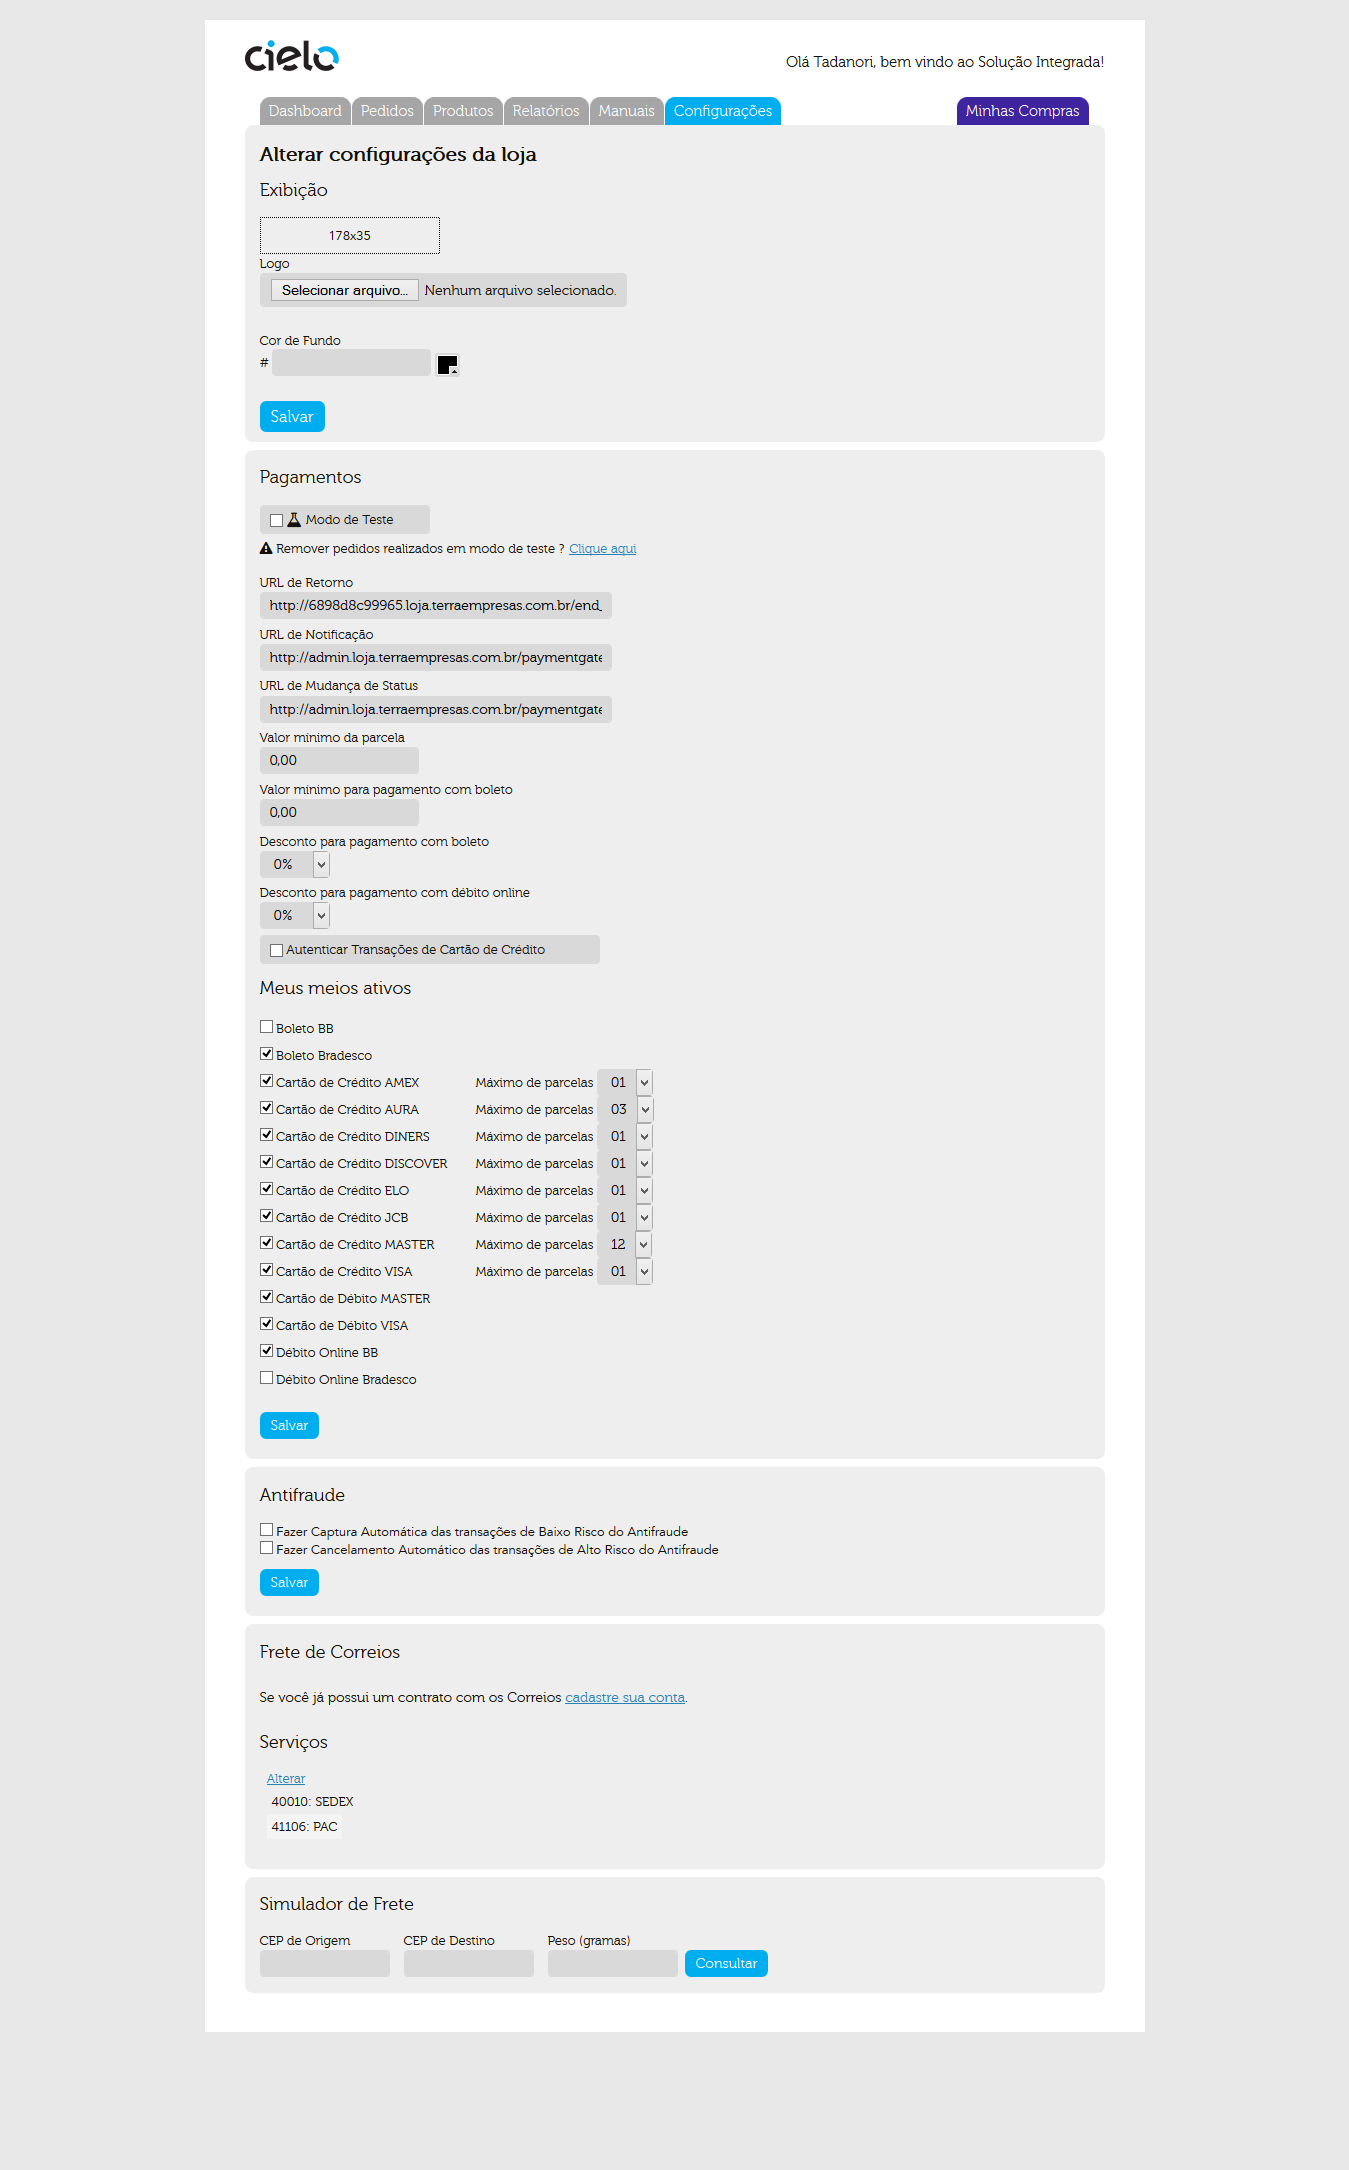 cielo
Olá Tadanori, bem vindo ao Solução Integrada!
Dashboard Pedidos Produtos Relatórios Manuais Configurações Minhas Compras
Alterar configurações da loja
Exibição
178x35
Logo
Selecionar arquivo... Nenhum arquivo selecionado.
Cor de Fundo
#
Salvar
Pagamentos
Modo de Teste
Remover pedidos realizados em modo de teste ? Clique aqui
URL de Retorno
http://6898d8c99965.loja.terraempresas.com.br/end_
URL de Notificação
http://admin.loja.terraempresas.com.br/paymentgate
URL de Mudança de Status
http://admin.loja.terraempresas.com.br/paymentgate
Valor mínimo da parcela
0,00
Valor mínimo para pagamento com boleto
0,00
Desconto para pagamento com boleto
0%
Desconto para pagamento com débito online
0%
Autenticar Transações de Cartão de Crédito
Meus meios ativos
Boleto BB
Boleto Bradesco
Cartão de Crédito AMEX Máximo de parcelas 01
Cartão de Crédito AURA Máximo de parcelas 03
Cartão de Crédito DINERS Máximo de parcelas 01
Cartão de Crédito DISCOVER Máximo de parcelas 01
Cartão de Crédito ELO Máximo de parcelas 01
Cartão de Crédito JCB Máximo de parcelas 01
Cartão de Crédito MASTER Máximo de parcelas 12
Cartão de Crédito VISA Máximo de parcelas 01
Cartão de Débito MASTER
Cartão de Débito VISA
Débito Online BB
Débito Online Bradesco
Salvar
Antifraude
Fazer Captura Automática das transações de Baixo Risco do Antifraude
Fazer Cancelamento Automático das transações de Alto Risco do Antifraude
Salvar
Frete de Correios
Se você já possui um contrato com os Correios cadastre sua conta.
Serviços
Alterar
40010: SEDEX
41106: PAC
Simulador de Frete
CEP de Origem CEP de Destino Peso (gramas)
Consultar